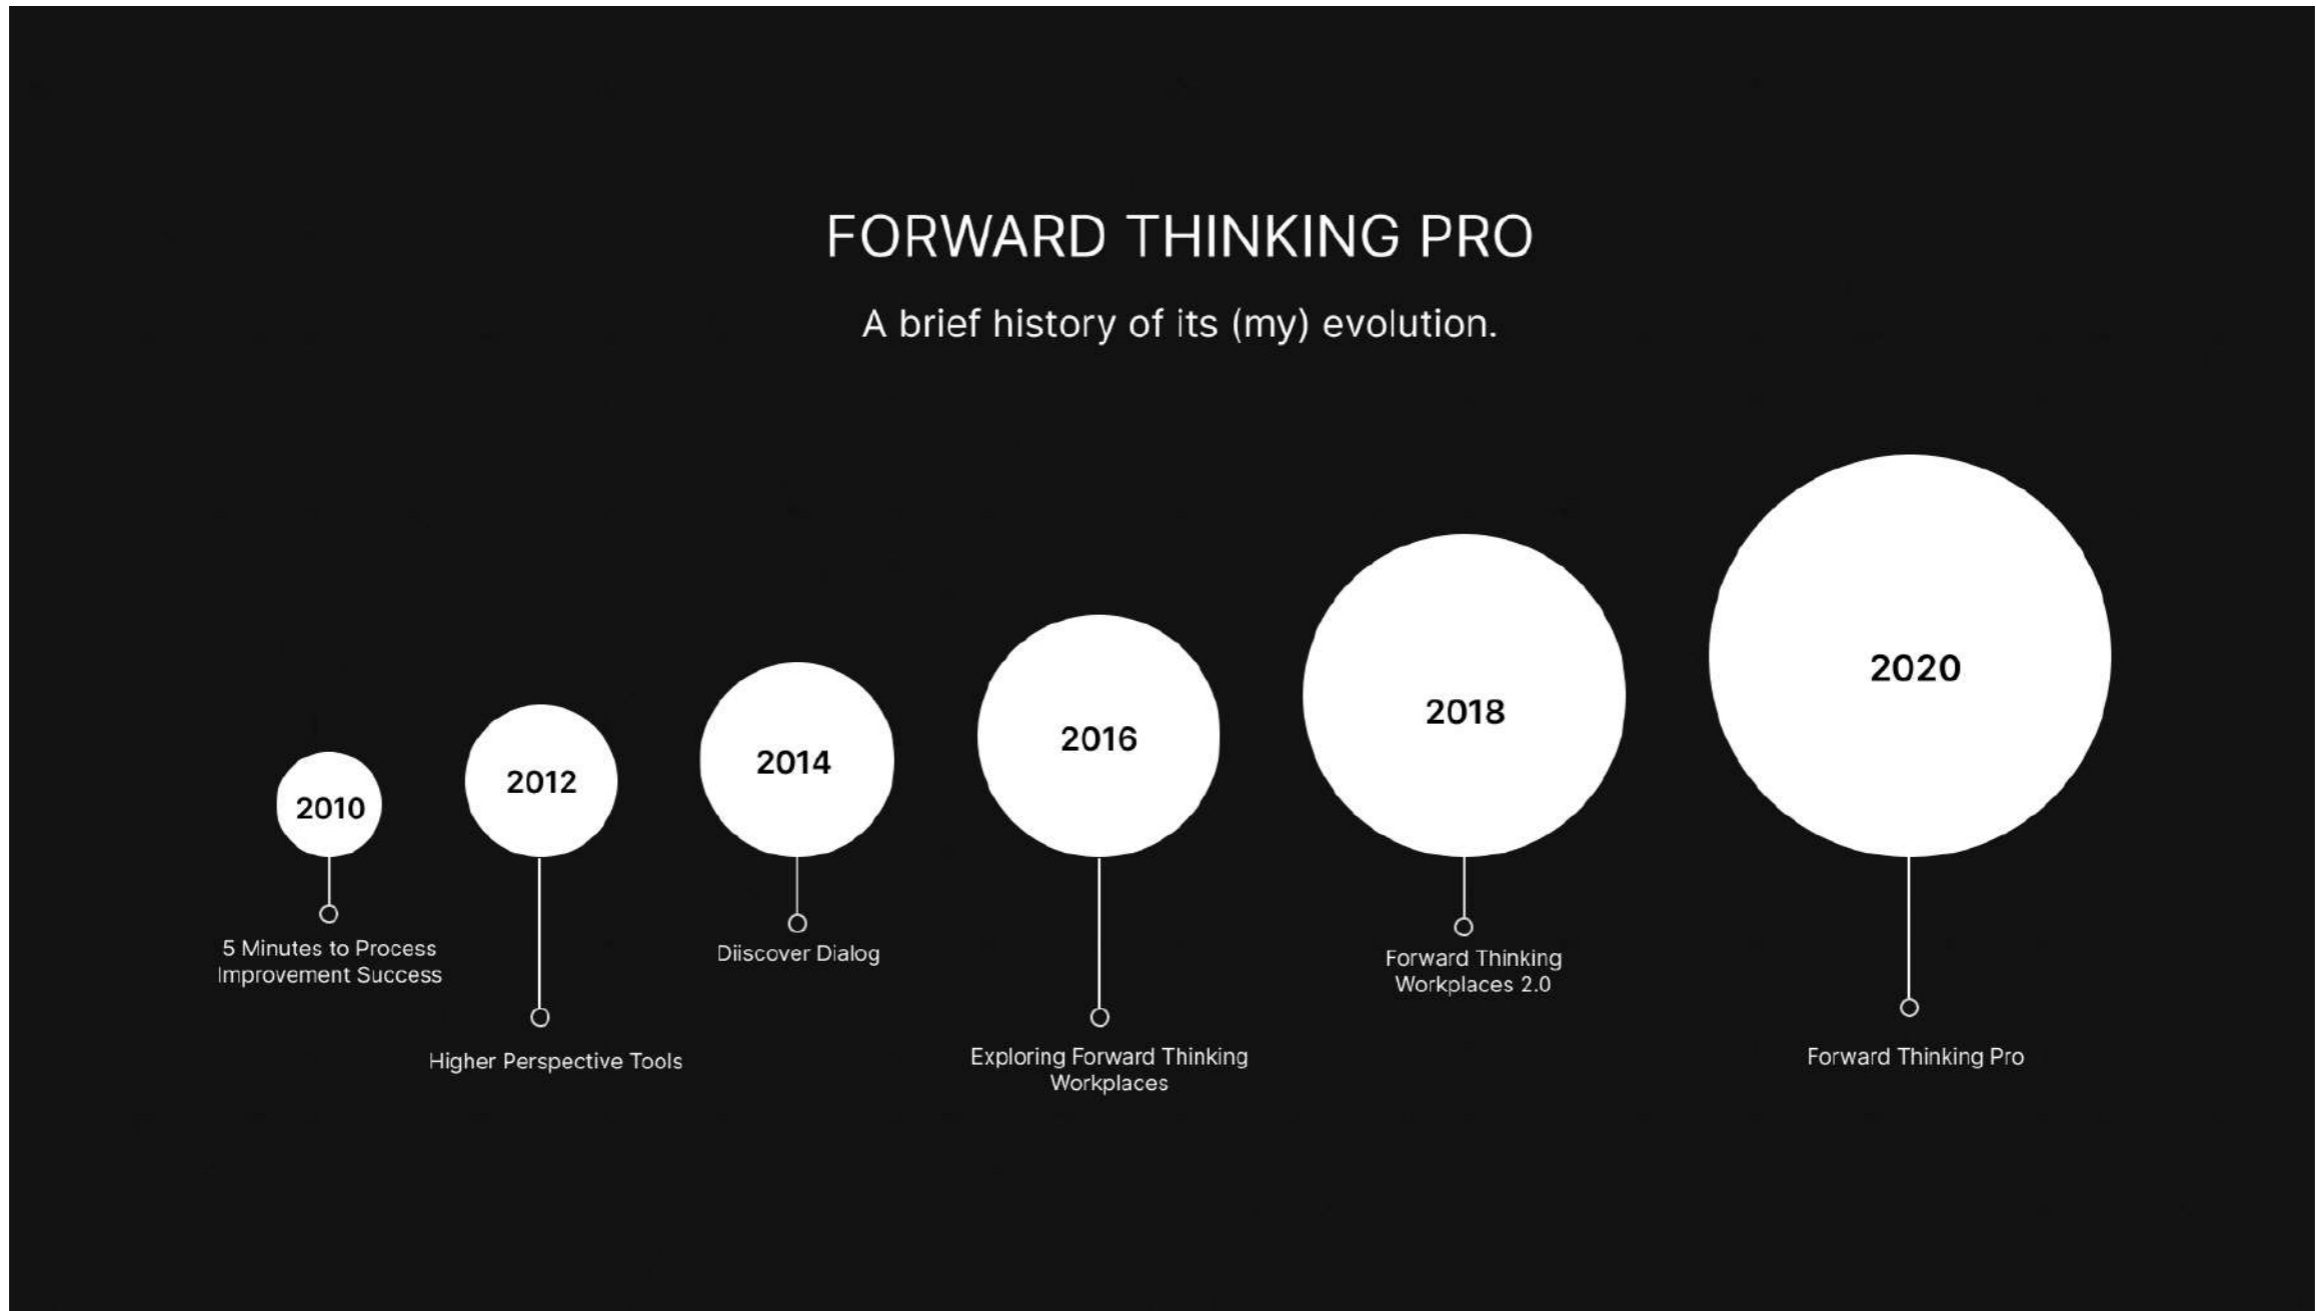 FORWARD THINKING PRO
A brief history of its (my) evolution.
2010
5 Minutes to Process
Improvement Success
2012
Higher Perspective Tools
2014
Diiscover Dialog
2016
Exploring Forward Thinking
Workplaces
2018
Forward Thinking
Workplaces 2.0
2020
Forward Thinking Pro